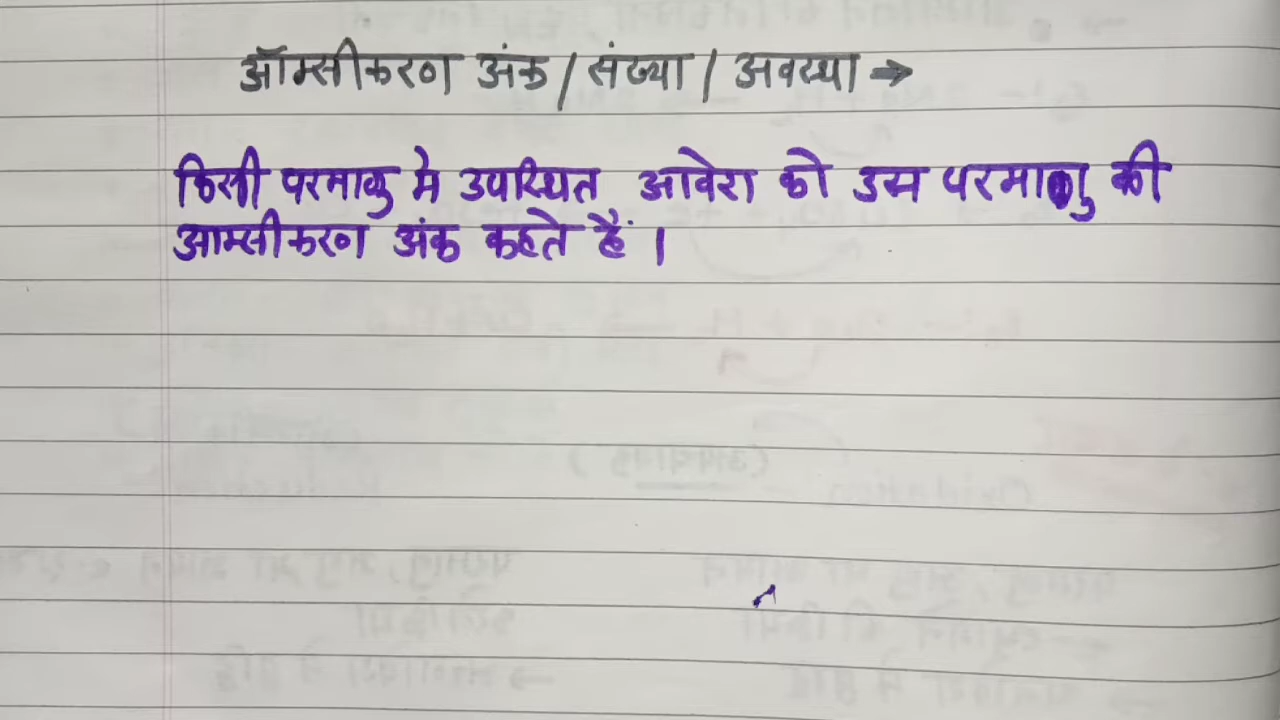 ऑक्सीकरण अंक / संख्या / अवस्था →
किसी परमाणु मे उपस्थित आवेश को उस परमाणु की
आक्सीकरण अंक कहते हैं ।